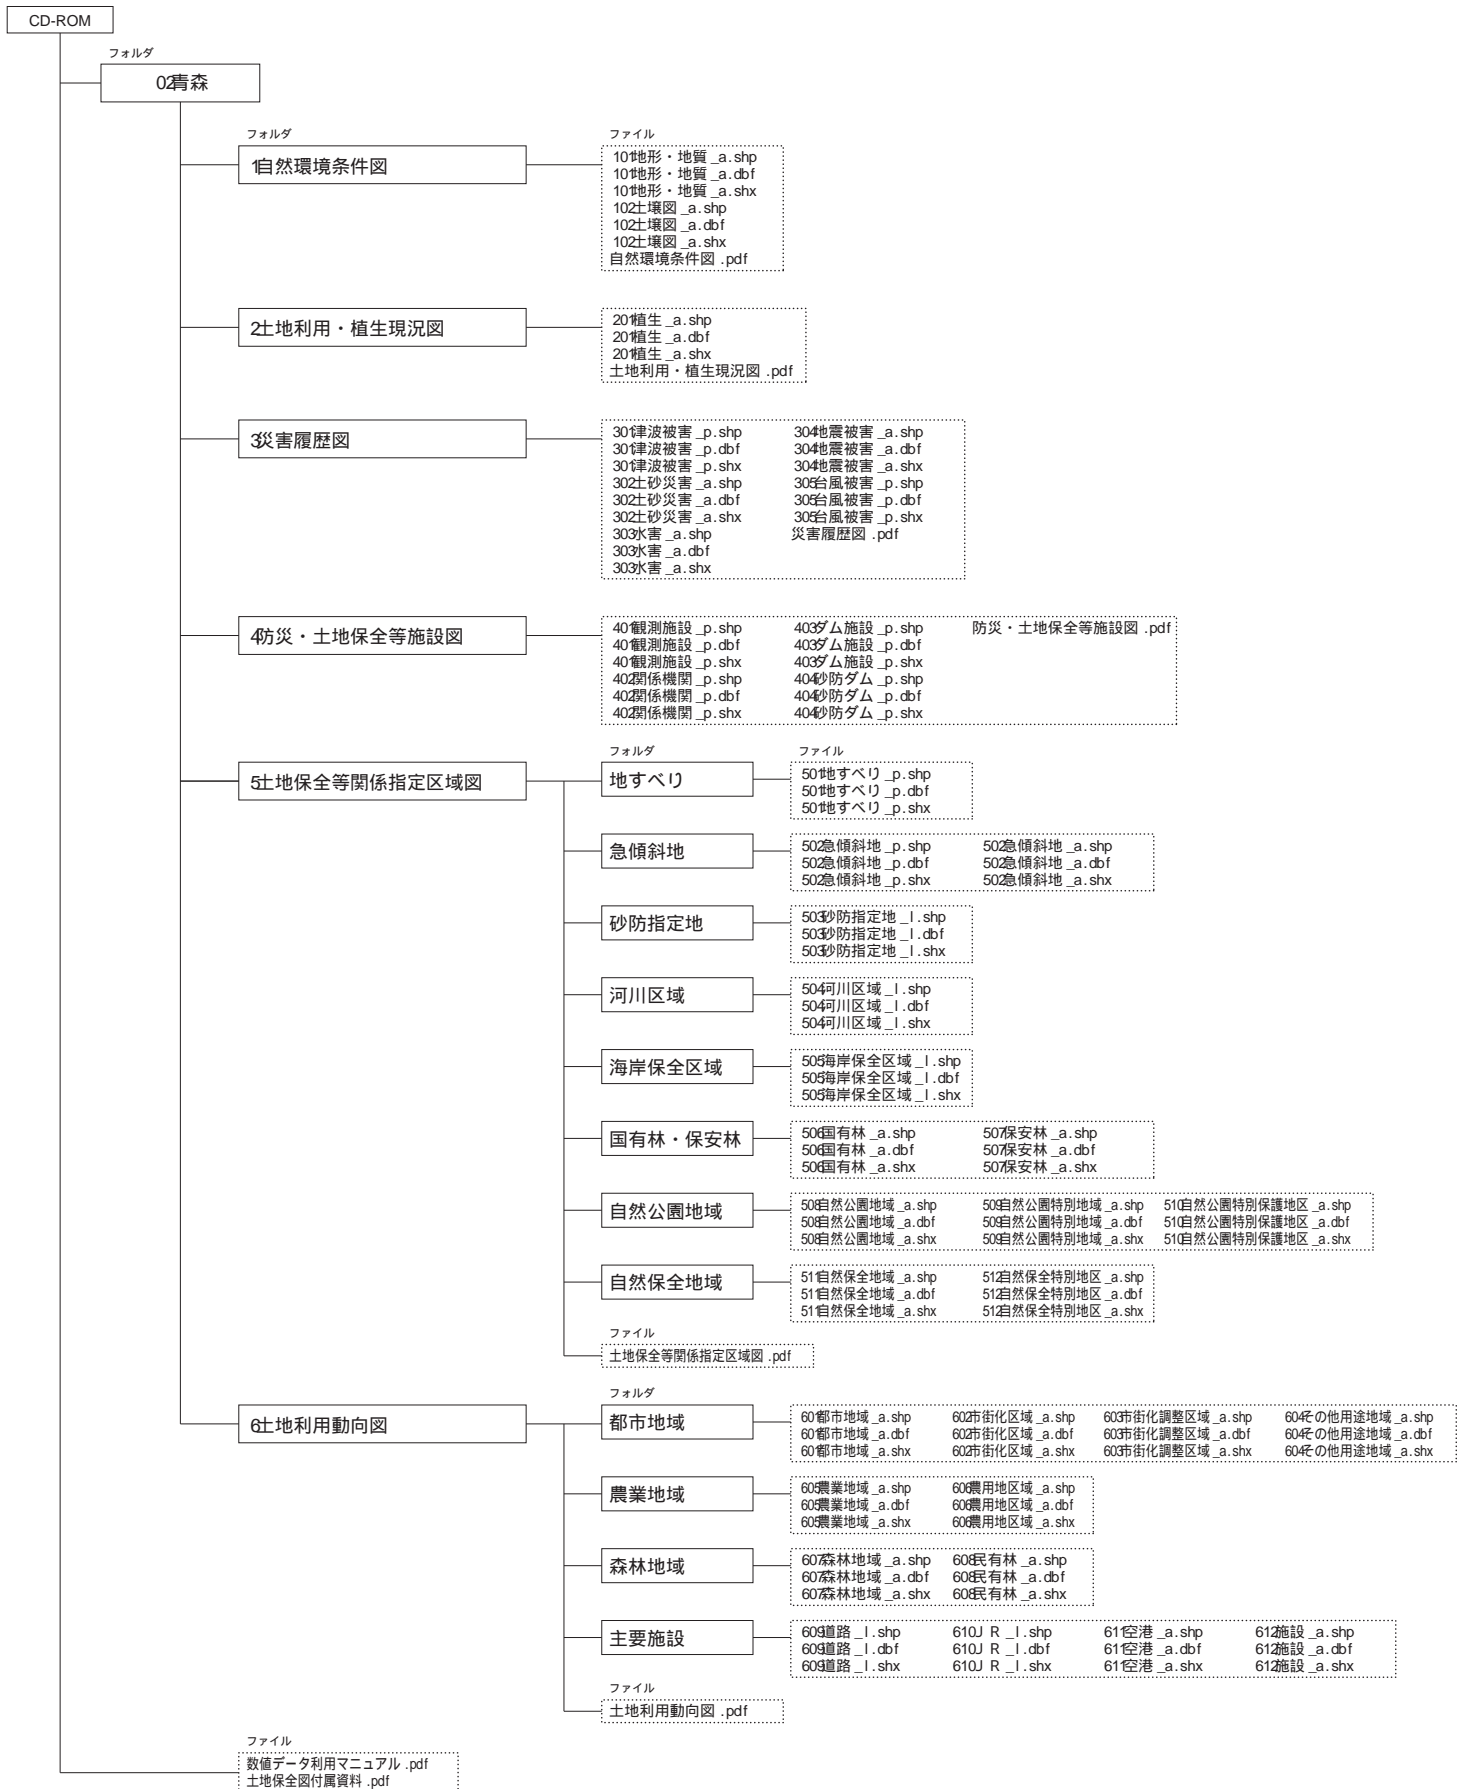 CD-ROM
フォルダ
02青森
フォルダ
ファイル
1自然環境条件図
101地形・地質_a.shp
101地形・地質_a.dbf
101地形・地質_a.shx
102土壌図_a.shp
102土壌図_a.dbf
102土壌図_a.shx
自然環境条件図.pdf
2土地利用・植生現況図
201植生_a.shp
201植生_a.dbf
201植生_a.shx
土地利用・植生現況図.pdf
3災害履歴図
301津波被害_p.shp
301津波被害_p.dbf
301津波被害_p.shx
302土砂災害_a.shp
302土砂災害_a.dbf
302土砂災害_a.shx
303水害_a.shp
303水害_a.dbf
303水害_a.shx
304地震被害_a.shp
304地震被害_a.dbf
304地震被害_a.shx
305台風被害_p.shp
305台風被害_p.dbf
305台風被害_p.shx
災害履歴図.pdf
4防災・土地保全等施設図
401観測施設_p.shp
401観測施設_p.dbf
401観測施設_p.shx
402関係機関_p.shp
402関係機関_p.dbf
402関係機関_p.shx
403ダム施設_p.shp
403ダム施設_p.dbf
403ダム施設_p.shx
404砂防ダム_p.shp
404砂防ダム_p.dbf
404砂防ダム_p.shx
防災・土地保全等施設図.pdf
5土地保全等関係指定区域図
フォルダ
ファイル
地すべり
501地すべり_p.shp
501地すべり_p.dbf
501地すべり_p.shx
急傾斜地
502急傾斜地_p.shp
502急傾斜地_p.dbf
502急傾斜地_p.shx
502急傾斜地_a.shp
502急傾斜地_a.dbf
502急傾斜地_a.shx
砂防指定地
503砂防指定地_l.shp
503砂防指定地_l.dbf
503砂防指定地_l.shx
河川区域
504河川区域_l.shp
504河川区域_l.dbf
504河川区域_l.shx
海岸保全区域
505海岸保全区域_l.shp
505海岸保全区域_l.dbf
505海岸保全区域_l.shx
国有林・保安林
506国有林_a.shp
506国有林_a.dbf
506国有林_a.shx
507保安林_a.shp
507保安林_a.dbf
507保安林_a.shx
自然公園地域
508自然公園地域_a.shp
508自然公園地域_a.dbf
508自然公園地域_a.shx
509自然公園特別地域_a.shp
509自然公園特別地域_a.dbf
509自然公園特別地域_a.shx
510自然公園特別保護地区_a.shp
510自然公園特別保護地区_a.dbf
510自然公園特別保護地区_a.shx
自然保全地域
511自然保全地域_a.shp
511自然保全地域_a.dbf
511自然保全地域_a.shx
512自然保全特別地区_a.shp
512自然保全特別地区_a.dbf
512自然保全特別地区_a.shx
ファイル
土地保全等関係指定区域図.pdf
6土地利用動向図
フォルダ
都市地域
601都市地域_a.shp
601都市地域_a.dbf
601都市地域_a.shx
602市街化区域_a.shp
602市街化区域_a.dbf
602市街化区域_a.shx
603市街化調整区域_a.shp
603市街化調整区域_a.dbf
603市街化調整区域_a.shx
604その他用途地域_a.shp
604その他用途地域_a.dbf
604その他用途地域_a.shx
農業地域
605農業地域_a.shp
605農業地域_a.dbf
605農業地域_a.shx
606農用地区域_a.shp
606農用地区域_a.dbf
606農用地区域_a.shx
森林地域
607森林地域_a.shp
607森林地域_a.dbf
607森林地域_a.shx
608民有林_a.shp
608民有林_a.dbf
608民有林_a.shx
主要施設
609道路_l.shp
609道路_l.dbf
609道路_l.shx
610ＪＲ_l.shp
610ＪＲ_l.dbf
610ＪＲ_l.shx
611空港_a.shp
611空港_a.dbf
611空港_a.shx
612施設_a.shp
612施設_a.dbf
612施設_a.shx
ファイル
土地利用動向図.pdf
ファイル
数値データ利用マニュアル.pdf
土地保全図付属資料.pdf